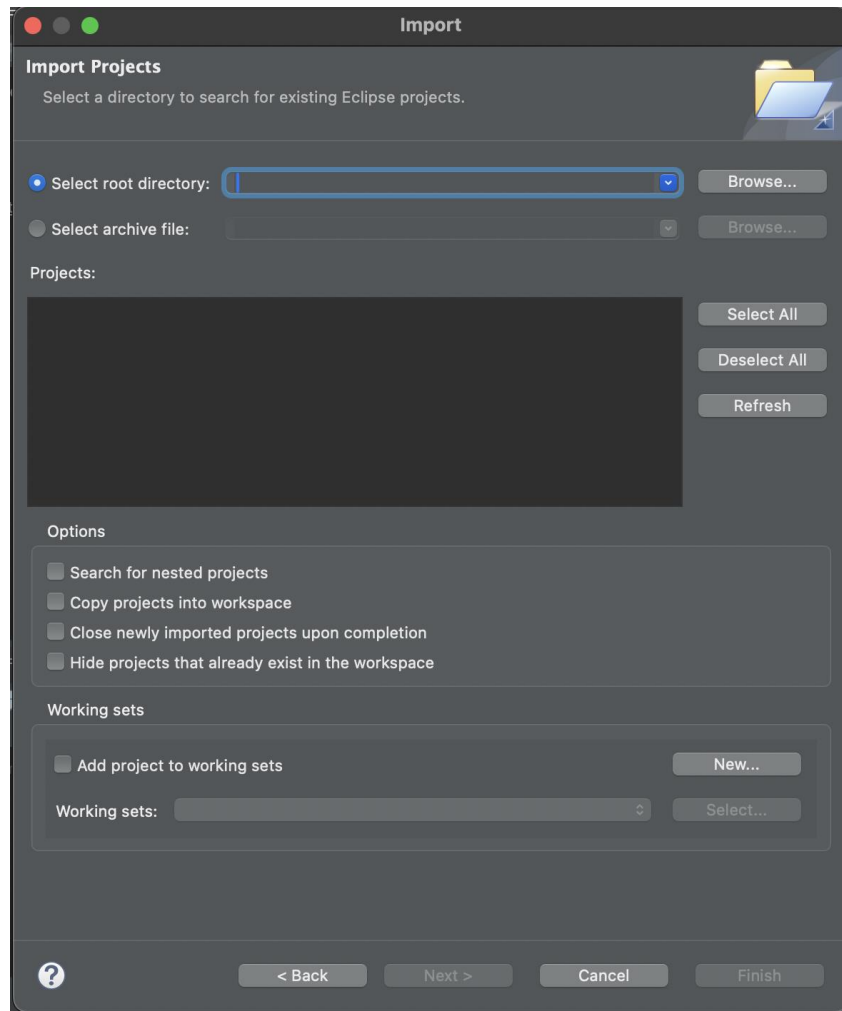 Import
Import Projects
Select a directory to search for existing Eclipse projects.
Select root directory:
Browse...
Select archive file:
Browse...
Projects:
Select All
Deselect All
Refresh
Options
Search for nested projects
Copy projects into workspace
Close newly imported projects upon completion
Hide projects that already exist in the workspace
Working sets
Add project to working sets
New...
Working sets:
Select...
?
< Back
Next >
Cancel
Finish